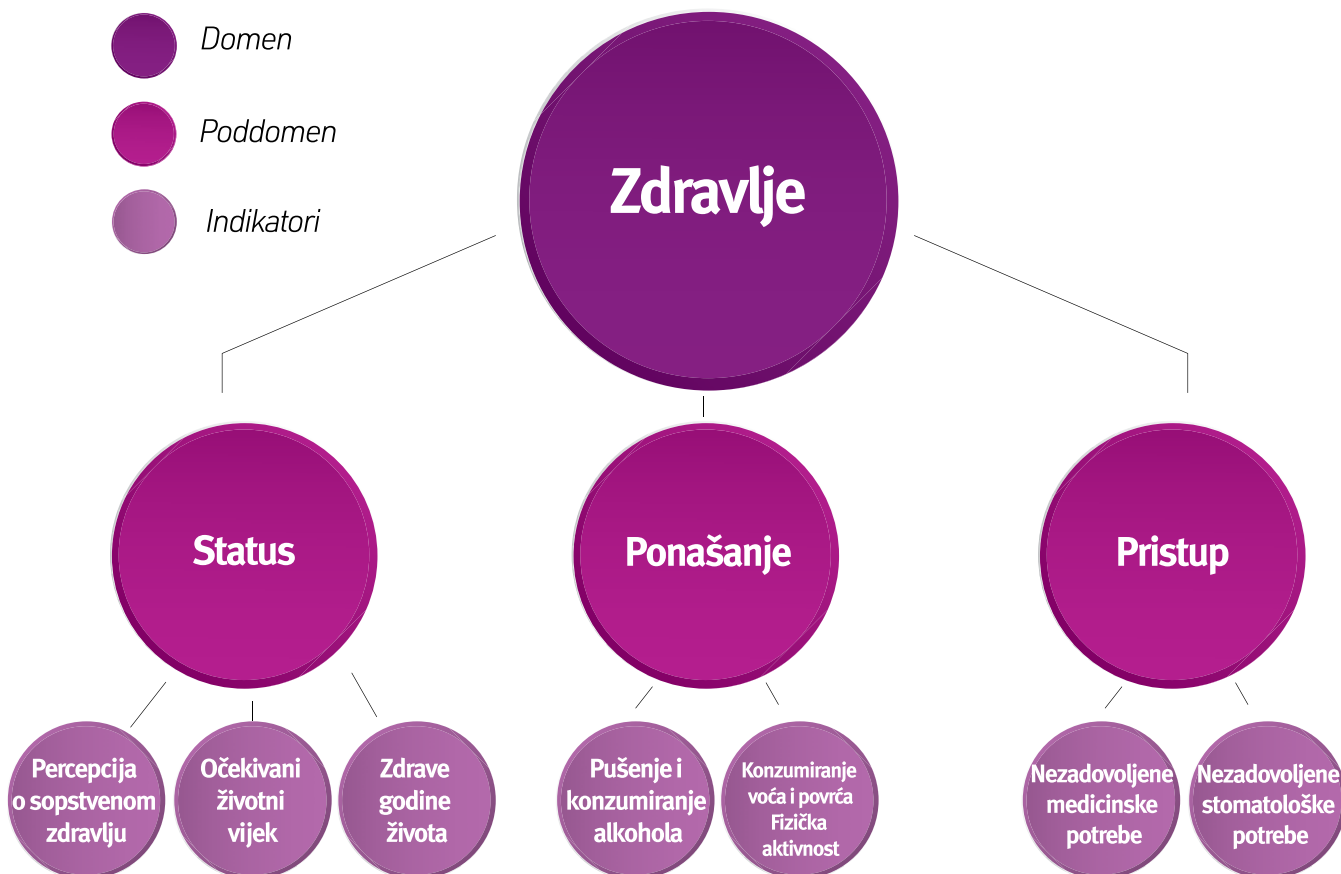 Domen
Poddomen
Indikatori
Zdravlje
Status
Ponašanje
Pristup
Percepcija
o sopstvenom
zdravlju
Očekivani
životni
vijek
Zdrave
godine
života
Pušenje i
konzumiranje
alkohola
Konzumiranje
voća i povrća
Fizička
aktivnost
Nezadovoljene
medicinske
potrebe
Nezadovoljene
stomatološke
potrebe